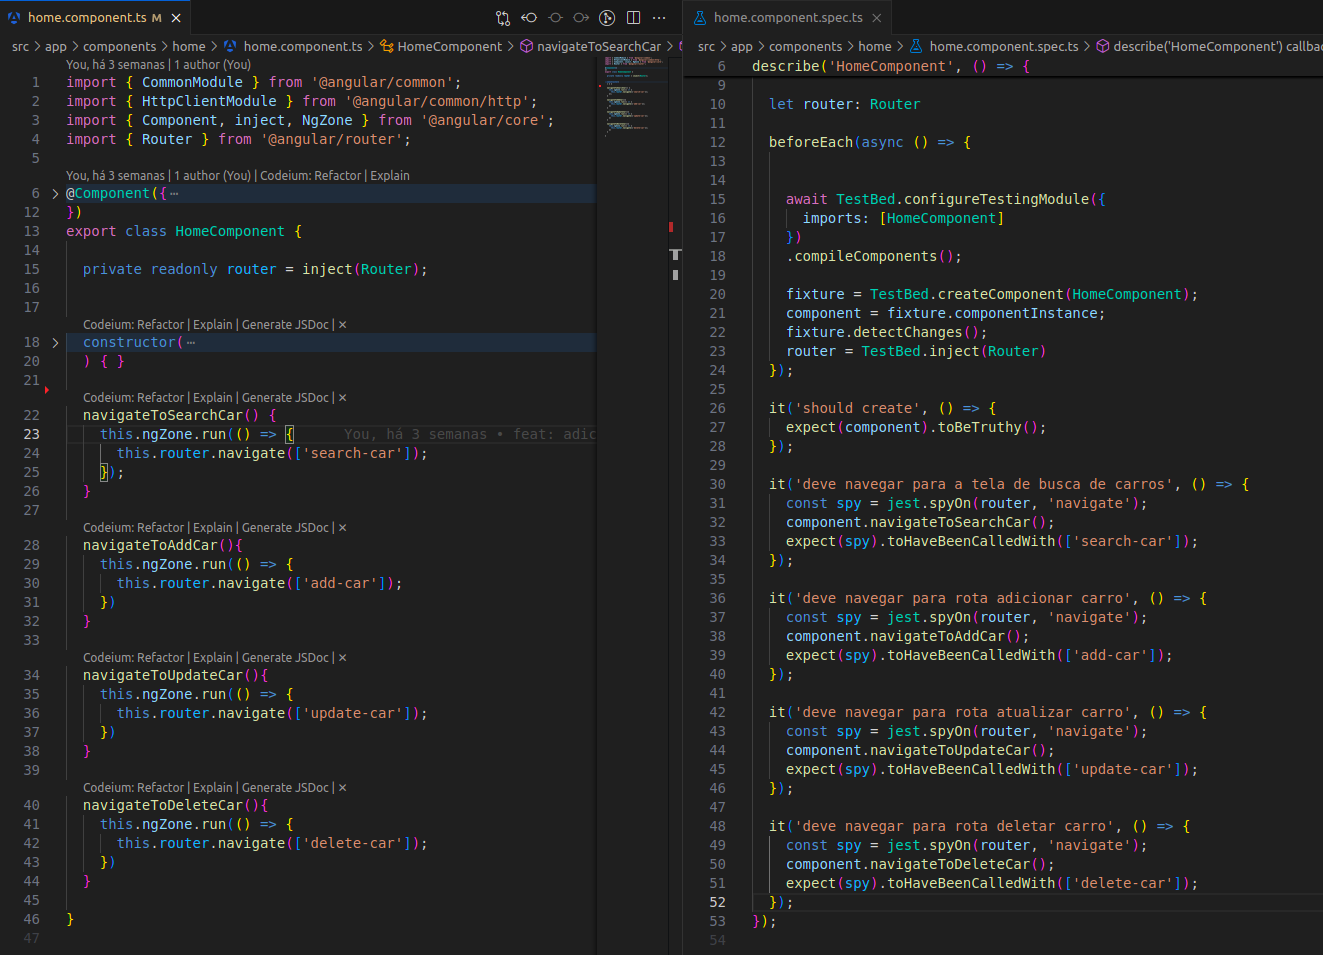 home.component.ts M
src > app > components > home > home.component.ts > HomeComponent > navigateToSearchCar >
You, há 3 semanas | 1 author (You)
1 import { CommonModule } from '@angular/common';
2 import { HttpClientModule } from '@angular/common/http';
3 import { Component, inject, NgZone } from '@angular/core';
4 import { Router } from '@angular/router';
5
You, há 3 semanas | 1 author (You) | Codeium: Refactor | Explain
6 @Component({ ⋯
12 })
13 export class HomeComponent {
14
15 private readonly router = inject(Router);
16
17
Codeium: Refactor | Explain | Generate JSDoc | ×
18 constructor( ⋯
20 ) { }
21
Codeium: Refactor | Explain | Generate JSDoc | ×
22 navigateToSearchCar() {
23 this.ngZone.run(() => { You, há 3 semanas • feat: adic
24 this.router.navigate(['search-car']);
25 });
26 }
27
Codeium: Refactor | Explain | Generate JSDoc | ×
28 navigateToAddCar(){
29 this.ngZone.run(() => {
30 this.router.navigate(['add-car']);
31 })
32 }
33
Codeium: Refactor | Explain | Generate JSDoc | ×
34 navigateToUpdateCar(){
35 this.ngZone.run(() => {
36 this.router.navigate(['update-car']);
37 })
38 }
39
Codeium: Refactor | Explain | Generate JSDoc | ×
40 navigateToDeleteCar(){
41 this.ngZone.run(() => {
42 this.router.navigate(['delete-car']);
43 })
44 }
45
46 }
47
home.component.spec.ts
src > app > components > home > home.component.spec.ts > describe('HomeComponent') callba
6 describe('HomeComponent', () => {
9
10 let router: Router
11
12 beforeEach(async () => {
13
14
15 await TestBed.configureTestingModule({
16 imports: [HomeComponent]
17 })
18 .compileComponents();
19
20 fixture = TestBed.createComponent(HomeComponent);
21 component = fixture.componentInstance;
22 fixture.detectChanges();
23 router = TestBed.inject(Router)
24 });
25
26 it('should create', () => {
27 expect(component).toBeTruthy();
28 });
29
30 it('deve navegar para a tela de busca de carros', () => {
31 const spy = jest.spyOn(router, 'navigate');
32 component.navigateToSearchCar();
33 expect(spy).toHaveBeenCalledWith(['search-car']);
34 });
35
36 it('deve navegar para rota adicionar carro', () => {
37 const spy = jest.spyOn(router, 'navigate');
38 component.navigateToAddCar();
39 expect(spy).toHaveBeenCalledWith(['add-car']);
40 });
41
42 it('deve navegar para rota atualizar carro', () => {
43 const spy = jest.spyOn(router, 'navigate');
44 component.navigateToUpdateCar();
45 expect(spy).toHaveBeenCalledWith(['update-car']);
46 });
47
48 it('deve navegar para rota deletar carro', () => {
49 const spy = jest.spyOn(router, 'navigate');
50 component.navigateToDeleteCar();
51 expect(spy).toHaveBeenCalledWith(['delete-car']);
52 });
53 });
54